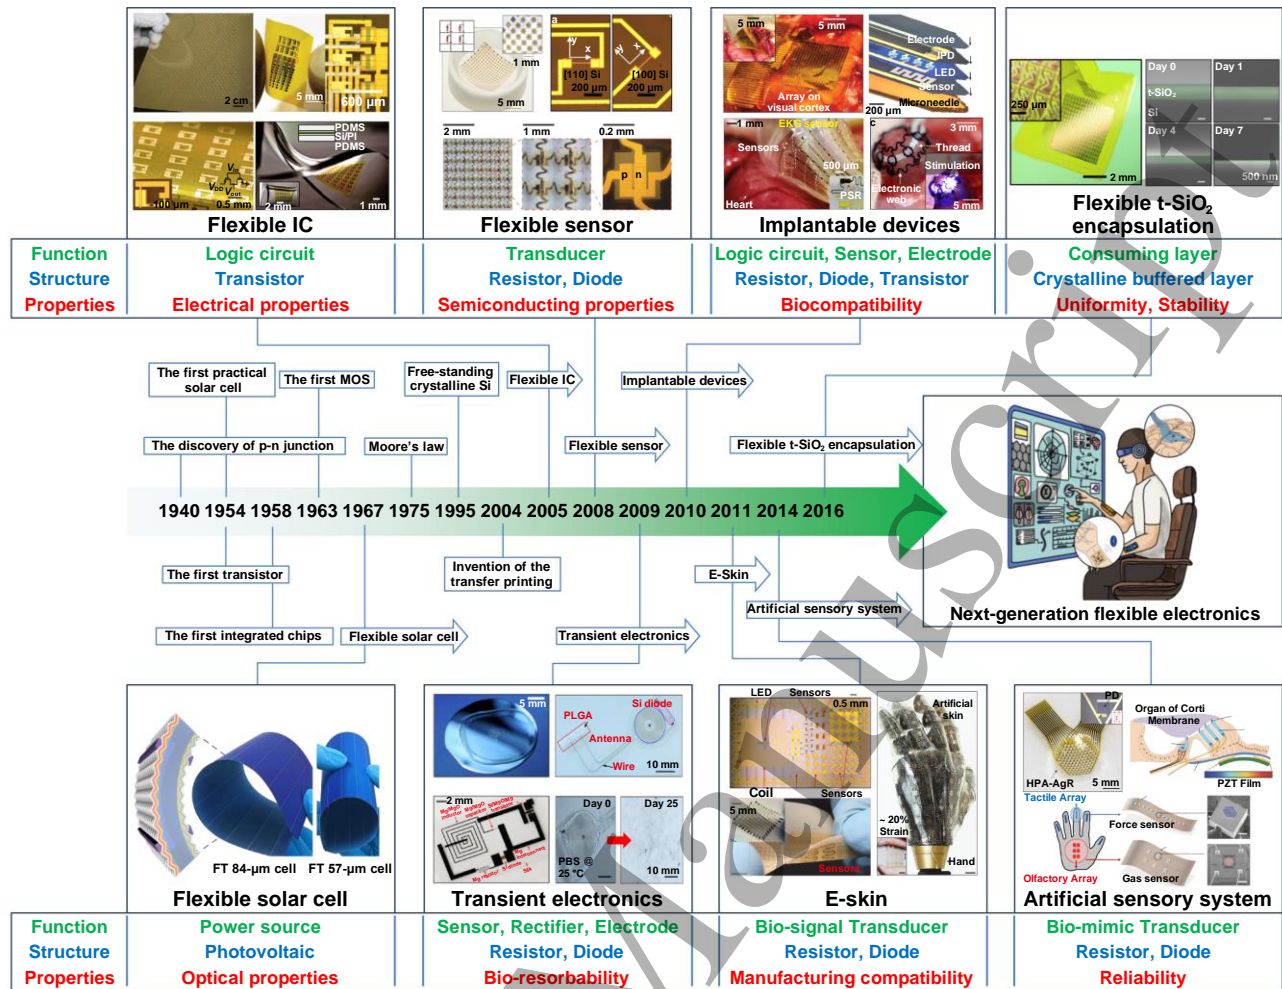 2 cm
5 mm
600 μm
PDMS
Si/PI
PDMS
Vin
VDD
Vout
100 μm
0.5 mm
2 mm
1 mm
Flexible IC
1 mm
5 mm
a
y
x
[110] Si
200 μm
y
x
[100] Si
200 μm
2 mm
1 mm
0.2 mm
p n
Flexible sensor
5 mm
5 mm
Array on
visual cortex
Electrode
IPD
LED
Sensor
Microneedle
200 μm
1 mm
EKG sensor
Sensors
500 μm
PSR
Heart
c
3 mm
Thread
Stimulation
Electronic
web
5 mm
Implantable devices
250 μm
2 mm
Day 0
Day 1
t-SiO₂
Si
Day 4
Day 7
500 nm
Flexible t-SiO₂
encapsulation
Function
Logic circuit
Transducer
Logic circuit, Sensor, Electrode
Consuming layer
Structure
Transistor
Resistor, Diode
Resistor, Diode, Transistor
Crystalline buffered layer
Properties
Electrical properties
Semiconducting properties
Biocompatibility
Uniformity, Stability
The first practical
solar cell
The first MOS
Free-standing
crystalline Si
Flexible IC
Implantable devices
The discovery of p-n junction
Moore's law
Flexible sensor
Flexible t-SiO₂ encapsulation
1940 1954 1958 1963 1967 1975 1995 2004 2005 2008 2009 2010 2011 2014 2016
The first transistor
Invention of the
transfer printing
E-Skin
Artificial sensory system
The first integrated chips
Flexible solar cell
Transient electronics
Next-generation flexible electronics
FT 84-μm cell
FT 57-μm cell
Flexible solar cell
5 mm
Si diode
PLGA
Antenna
Wire
10 mm
2 mm
Mg/MgO
inductor
Mg/MgO
capacitor
Mg resistor
Si diode
Silk
Day 0
PBS @
25 °C
Day 25
10 mm
Transient electronics
LED
Sensors
0.5 mm
Coil
Sensors
5 mm
Sensors
Artificial
skin
~ 20%
Strain
Hand
E-skin
PD
HPA-AgR
5 mm
Organ of Corti
Membrane
PZT Film
Tactile Array
Force sensor
Olfactory Array
Gas sensor
Artificial sensory system
Function
Power source
Sensor, Rectifier, Electrode
Bio-signal Transducer
Bio-mimic Transducer
Structure
Photovoltaic
Resistor, Diode
Resistor, Diode
Resistor, Diode
Properties
Optical properties
Bio-resorbability
Manufacturing compatibility
Reliability
Manuscript